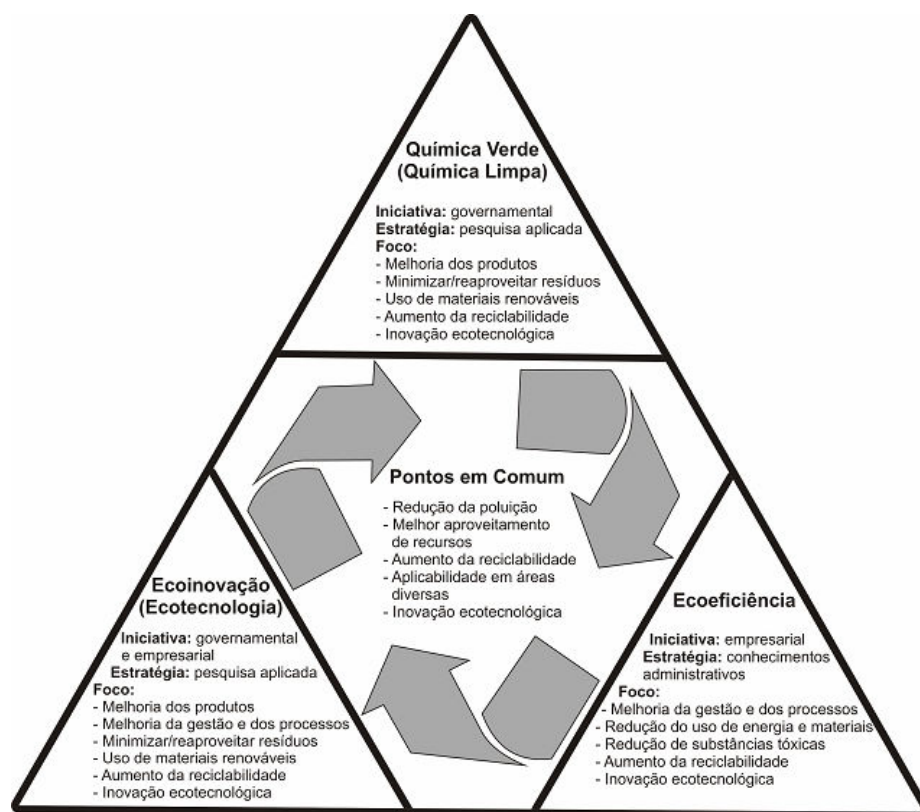 Química Verde
(Química Limpa)
Iniciativa: governamental
Estratégia: pesquisa aplicada
Foco:
- Melhoria dos produtos
- Minimizar/reaproveitar resíduos
- Uso de materiais renováveis
- Aumento da reciclabilidade
- Inovação ecotecnológica
Pontos em Comum
- Redução da poluição
- Melhor aproveitamento
de recursos
- Aumento da reciclabilidade
- Aplicabilidade em áreas
diversas
- Inovação ecotecnológica
Ecoinovação
(Ecotecnologia)
Iniciativa: governamental
e empresarial
Estratégia: pesquisa aplicada
Foco:
- Melhoria dos produtos
- Melhoria da gestão e dos processos
- Minimizar/reaproveitar resíduos
- Uso de materiais renováveis
- Aumento da reciclabilidade
- Inovação ecotecnológica
Ecoeficiência
Iniciativa: empresarial
Estratégia: conhecimentos
administrativos
Foco:
- Melhoria da gestão e dos processos
- Redução do uso de energia e materiais
- Redução de substâncias tóxicas
- Aumento da reciclabilidade
- Inovação ecotecnológica